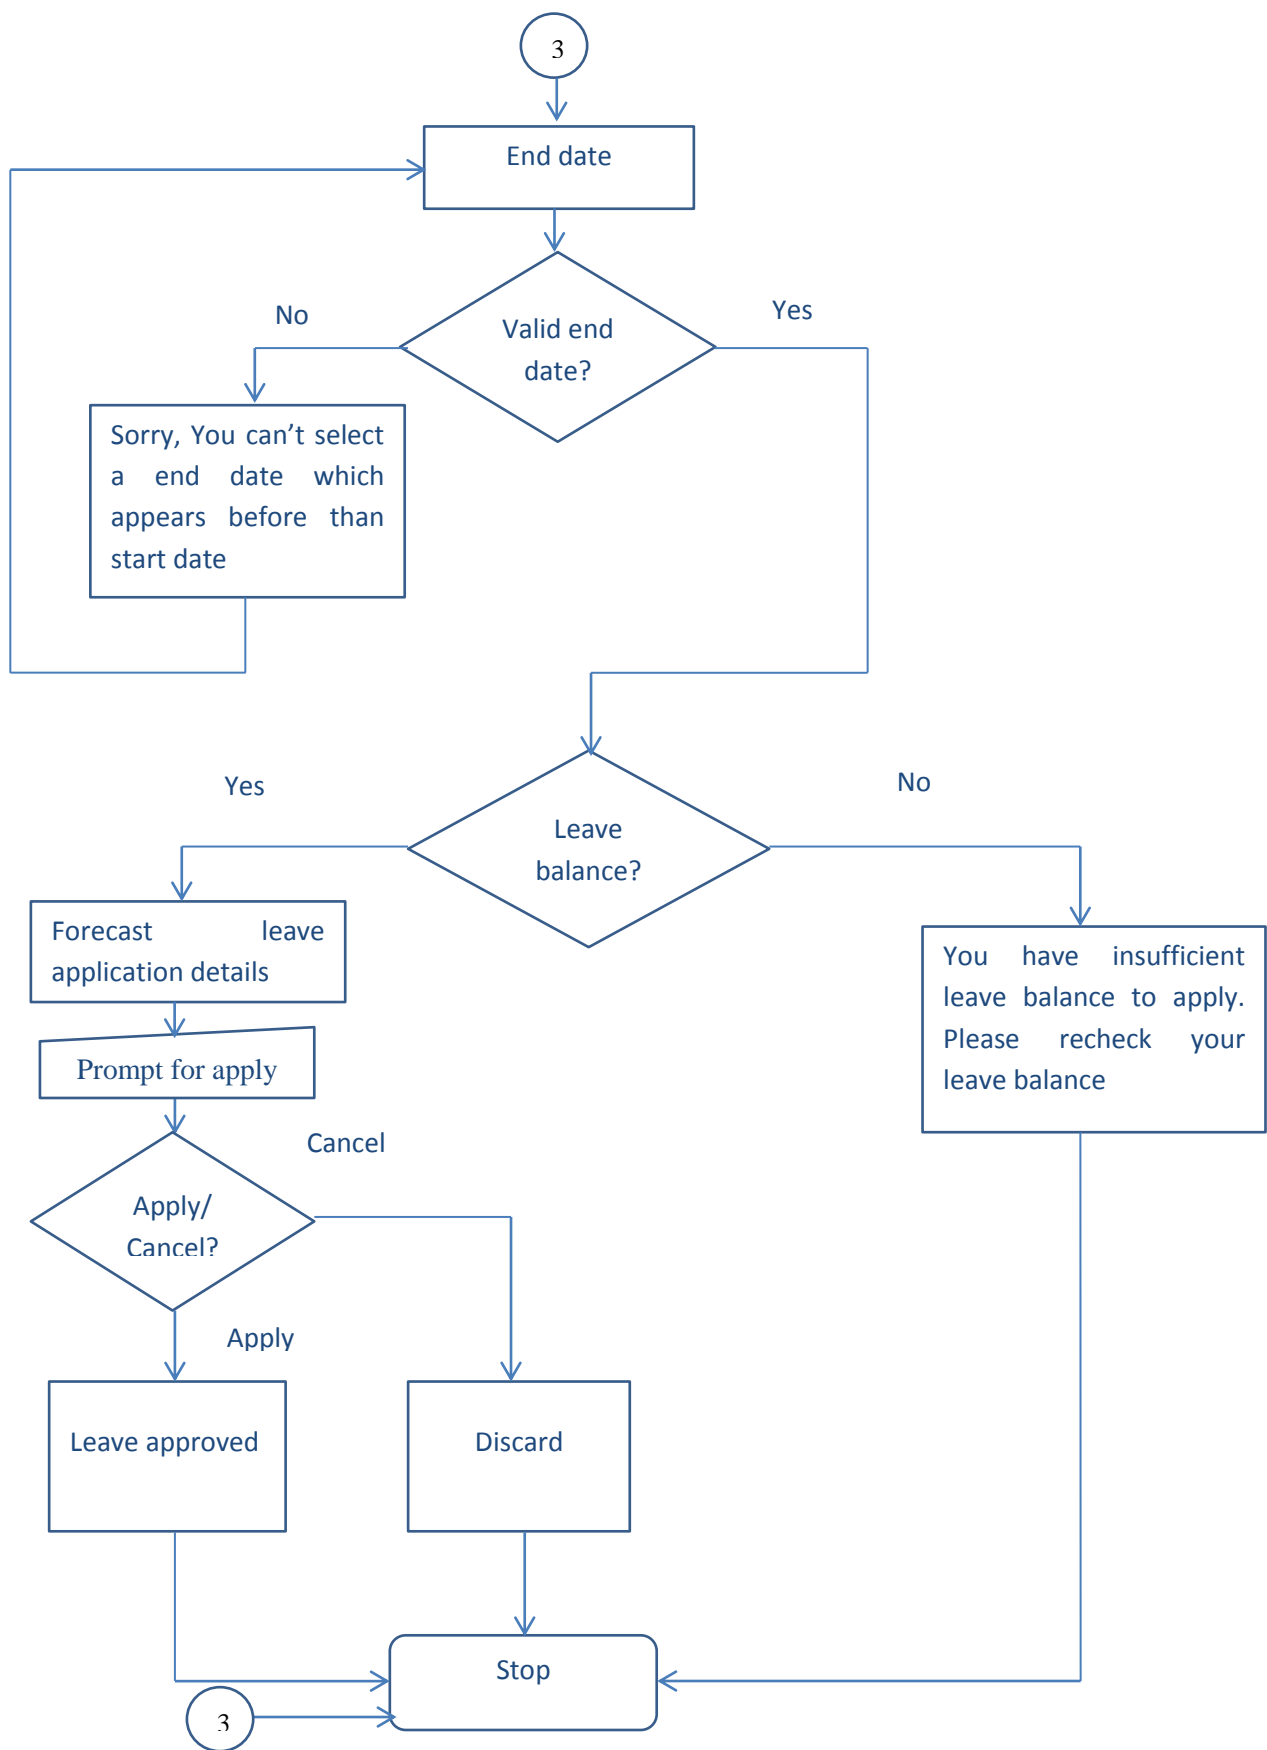 3
End date
No
Yes
Valid end
date?
Sorry, You can’t select
a end date which
appears before than
start date
Yes
No
Leave
balance?
Forecast leave
application details
You have insufficient
leave balance to apply.
Please recheck your
leave balance
Prompt for apply
Cancel
Apply/
Cancel?
Apply
Leave approved
Discard
Stop
3